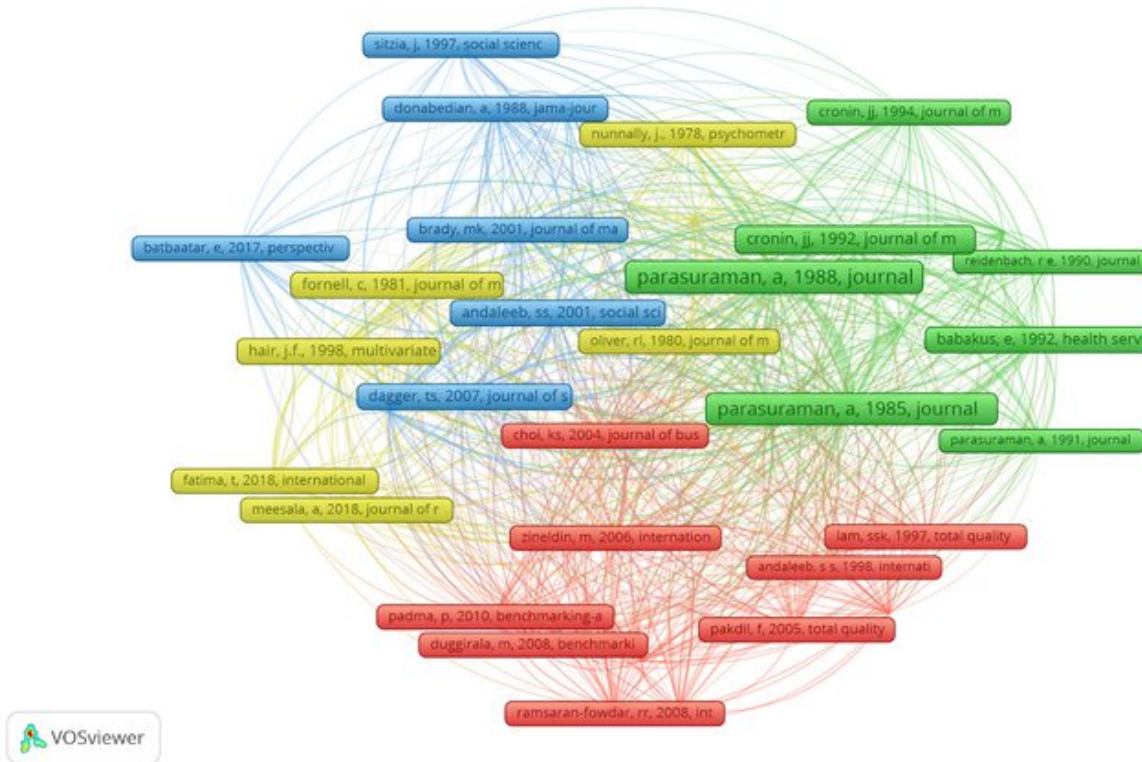 sitzia, j, 1997, social scienc
donabedian, a, 1988, jama-jour
cronin, jj, 1994, journal of m
nunnally, j., 1978, psychometr
brady, mk, 2001, journal of ma
cronin, jj, 1992, journal of m
batbaatar, e, 2017, perspectiv
reidenbach, r e, 1990, journal
parasuraman, a, 1988, journal
fornell, c, 1981, journal of m
andaleeb, ss, 2001, social sci
oliver, rl, 1980, journal of m
babakus, e, 1992, health serv
hair, j.f., 1998, multivariate
dagger, ts, 2007, journal of s
parasuraman, a, 1985, journal
choi, ks, 2004, journal of bus
parasuraman, a, 1991, journal
fatima, t, 2018, international
meesala, a, 2018, journal of r
zineldin, m, 2006, internation
lam, ssk, 1997, total quality
andaleeb, s s, 1998, internati
padma, p, 2010, benchmarking-a
pakdil, f, 2005, total quality
duggirala, m, 2008, benchmarki
ramsaran-fowdar, rr, 2008, int
VOSviewer